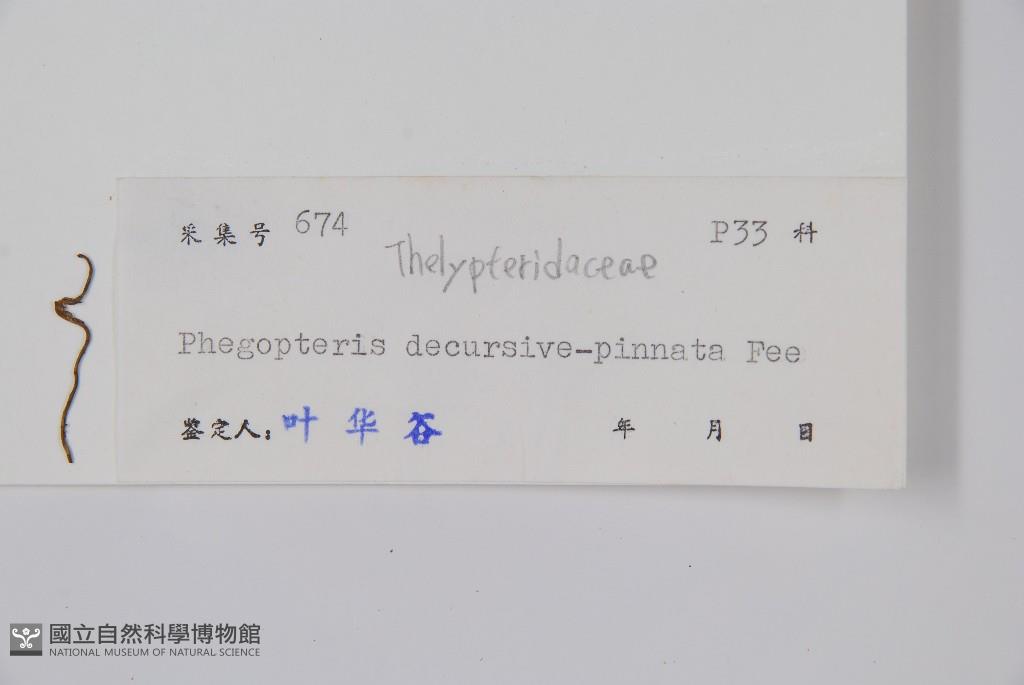 采集号 674 P33 科
Thelypteridaceae
Phegopteris decursive-pinnata Fee
鉴定人: 叶华谷 年 月 日
國立自然科學博物館
NATIONAL MUSEUM OF NATURAL SCIENCE